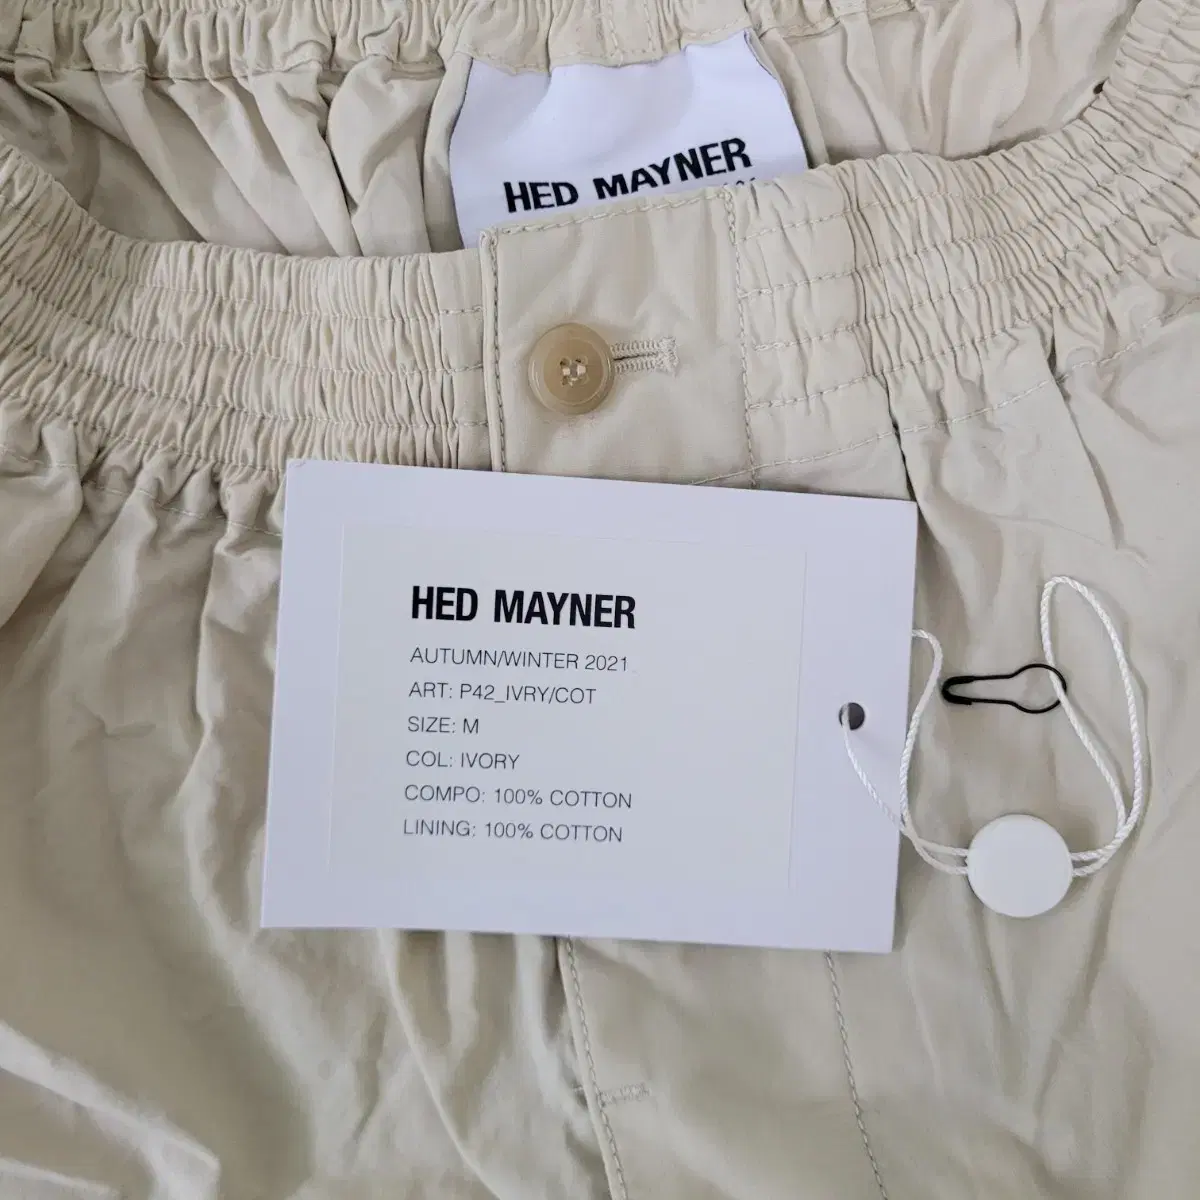 HED MAYNER
HED MAYNER
AUTUMN/WINTER 2021
ART: P42_IVRY/COT
SIZE: M
COL: IVORY
COMPO: 100% COTTON
LINING: 100% COTTON